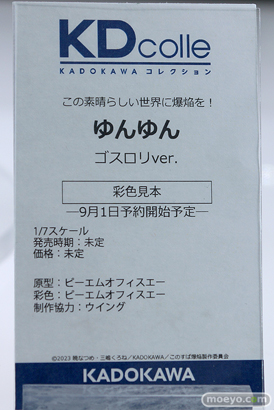 KDcolle
KADOKAWA コレクション
この素晴らしい世界に爆焔を！
ゆんゆん
ゴスロリver.
彩色見本
―9月1日予約開始予定―
1/7スケール
発売時期：未定
価格：未定
原型：ピーエムオフィスエー
彩色：ピーエムオフィスエー
制作協力：ウイング
©2023 暁なつめ・三嶋くろね／KADOKAWA／このすば爆焔製作委員会
KADOKAWA
moeyo.com